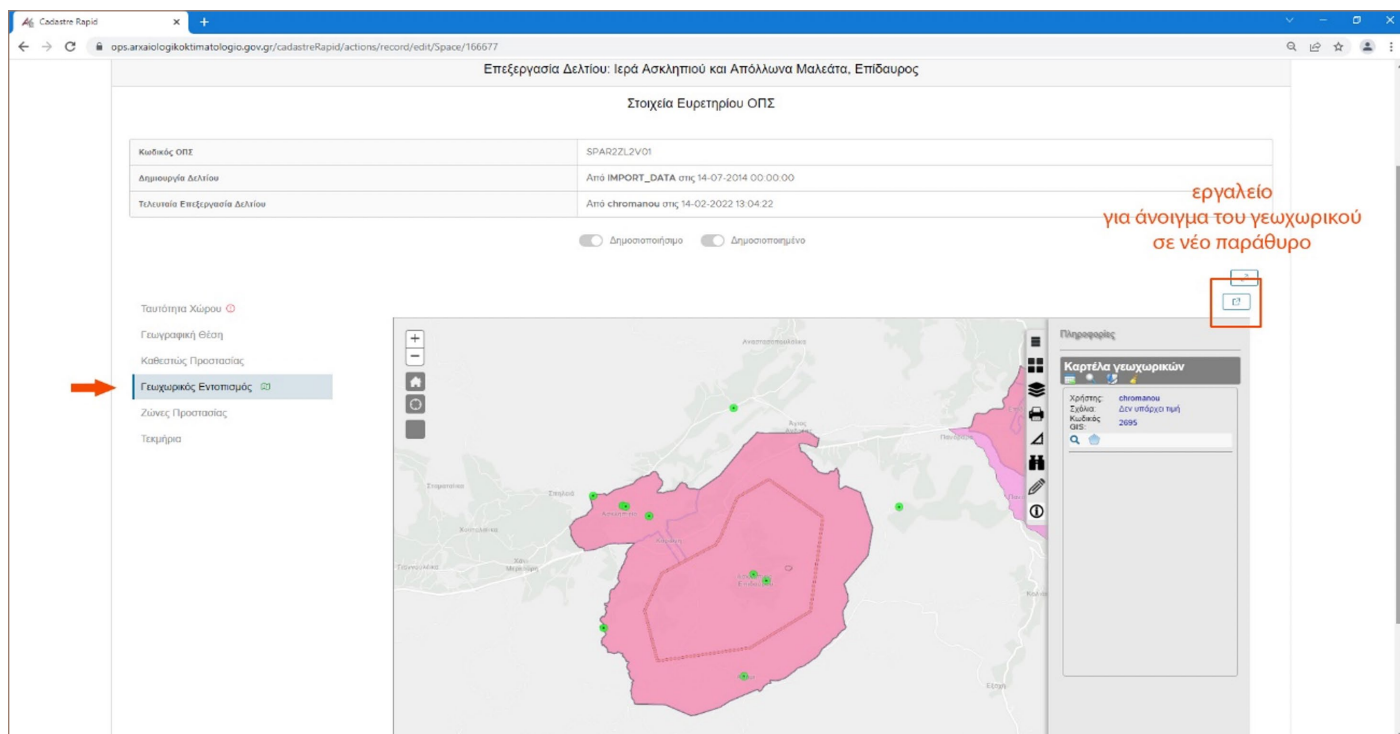 Cadastre Rapid
ops.arxaiologikoktimatologio.gov.gr/cadastreRapid/actions/record/edit/Space/166677
Επεξεργασία Δελτίου: Ιερά Ασκληπιού και Απόλλωνα Μαλεάτα, Επίδαυρος
Στοιχεία Ευρετηρίου ΟΠΣ
Κωδικός ΟΠΣ SPAR2ZL2V01
Δημιουργία Δελτίου Από IMPORT_DATA στις 14-07-2014 00:00:00
Τελευταία Επεξεργασία Δελτίου Από chromanou στις 14-02-2022 13:04:22
εργαλείο
για άνοιγμα του γεωχωρικού
σε νέο παράθυρο
Δημοσιοποιήσιμο Δημοσιοποιημένο
Ταυτότητα Χώρου
Γεωγραφική Θέση
Καθεστώς Προστασίας
Γεωχωρικός Εντοπισμός
Ζώνες Προστασίας
Τεκμήρια
+
−
Πληροφορίες
Καρτέλα γεωχωρικών
Χρήστης: chromanou
Σχόλια: Δεν υπάρχει τιμή
Κωδικός GIS: 2695